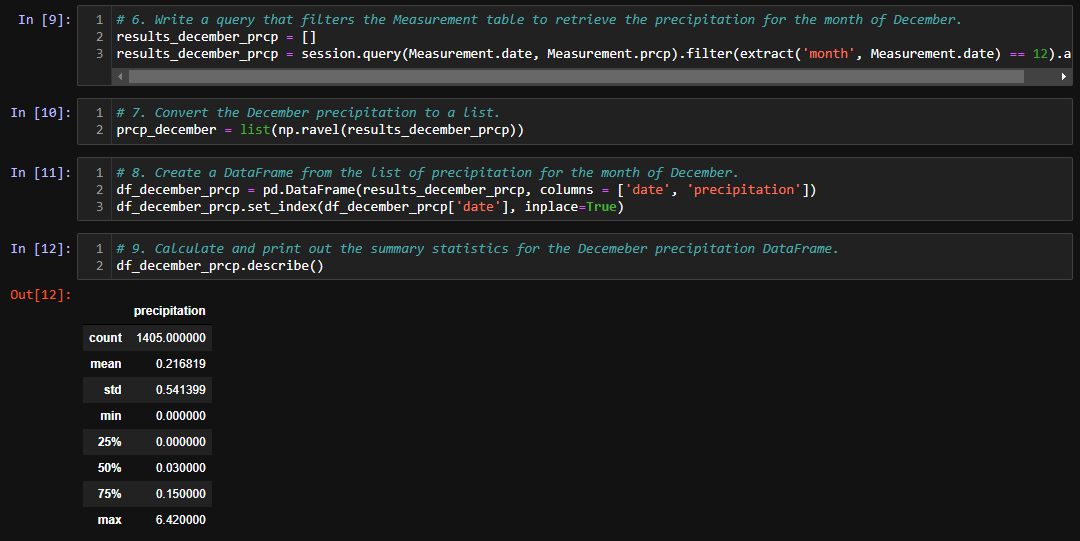 In [9]:
1 # 6. Write a query that filters the Measurement table to retrieve the precipitation for the month of December.
2 results_december_prcp = []
3 results_december_prcp = session.query(Measurement.date, Measurement.prcp).filter(extract('month', Measurement.date) == 12).a
In [10]:
1 # 7. Convert the December precipitation to a list.
2 prcp_december = list(np.ravel(results_december_prcp))
In [11]:
1 # 8. Create a DataFrame from the list of precipitation for the month of December.
2 df_december_prcp = pd.DataFrame(results_december_prcp, columns = ['date', 'precipitation'])
3 df_december_prcp.set_index(df_december_prcp['date'], inplace=True)
In [12]:
1 # 9. Calculate and print out the summary statistics for the Decemeber precipitation DataFrame.
2 df_december_prcp.describe()
Out[12]:
precipitation
count 1405.000000
mean 0.216819
std 0.541399
min 0.000000
25% 0.000000
50% 0.030000
75% 0.150000
max 6.420000